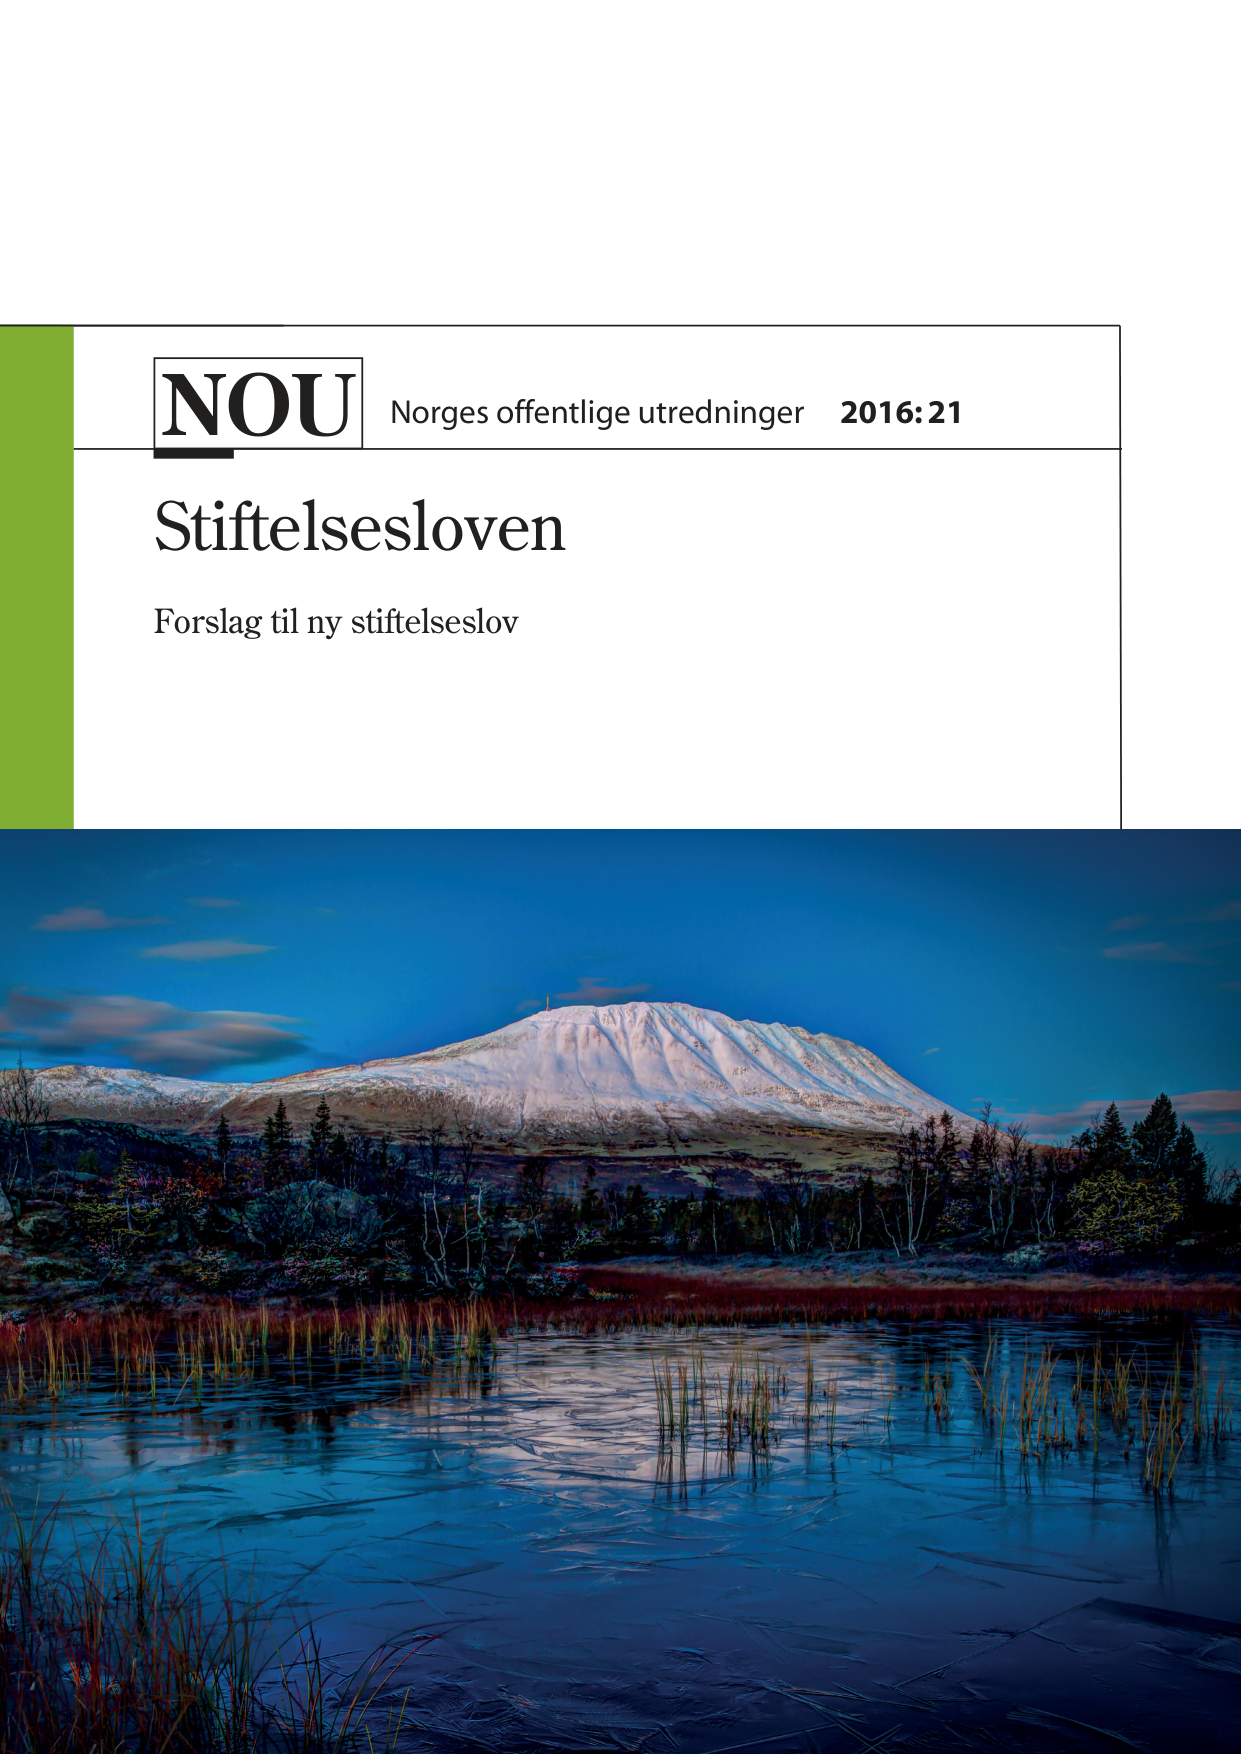 NOU Norges offentlige utredninger 2016: 21
Stiftelsesloven
Forslag til ny stiftelseslov